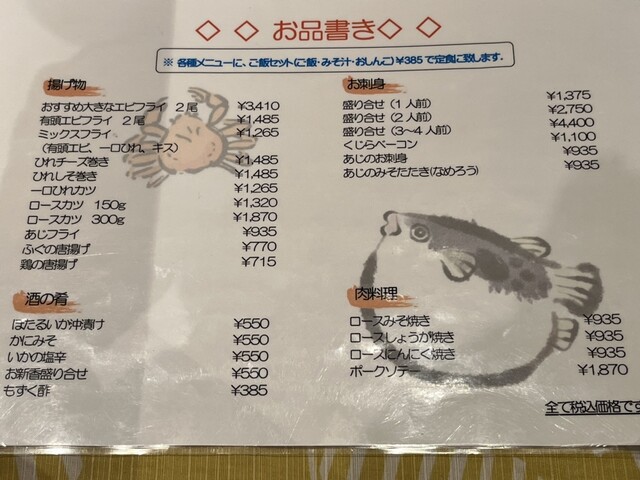 ◇ ◇ お品書き ◇ ◇
※ 各種メニューに、ご飯セット(ご飯・みそ汁・おしんこ)¥385で定食に致します。
揚げ物
おすすめ大きなエビフライ 2尾 ¥3,410
有頭エビフライ 2尾 ¥1,485
ミックスフライ ¥1,265
(有頭エビ、一口ひれ、キス)
ひれチーズ巻き ¥1,485
ひれしそ巻き ¥1,485
一口ひれカツ ¥1,265
ロースカツ 150g ¥1,320
ロースカツ 300g ¥1,870
あじフライ ¥935
ふぐの唐揚げ ¥770
鶏の唐揚げ ¥715
酒の肴
ほたるいか沖漬け ¥550
かにみそ ¥550
いかの塩辛 ¥550
お新香盛り合せ ¥550
もずく酢 ¥385
お刺身
盛り合せ (1人前) ¥1,375
盛り合せ (2人前) ¥2,750
盛り合せ (3〜4人前) ¥4,400
くじらベーコン ¥1,100
あじのお刺身 ¥935
あじのみそたたき(なめろう) ¥935
肉料理
ロースみそ焼き ¥935
ロースしょうが焼き ¥935
ロースにんにく焼き ¥935
ポークソテー ¥1,870
全て税込価格です